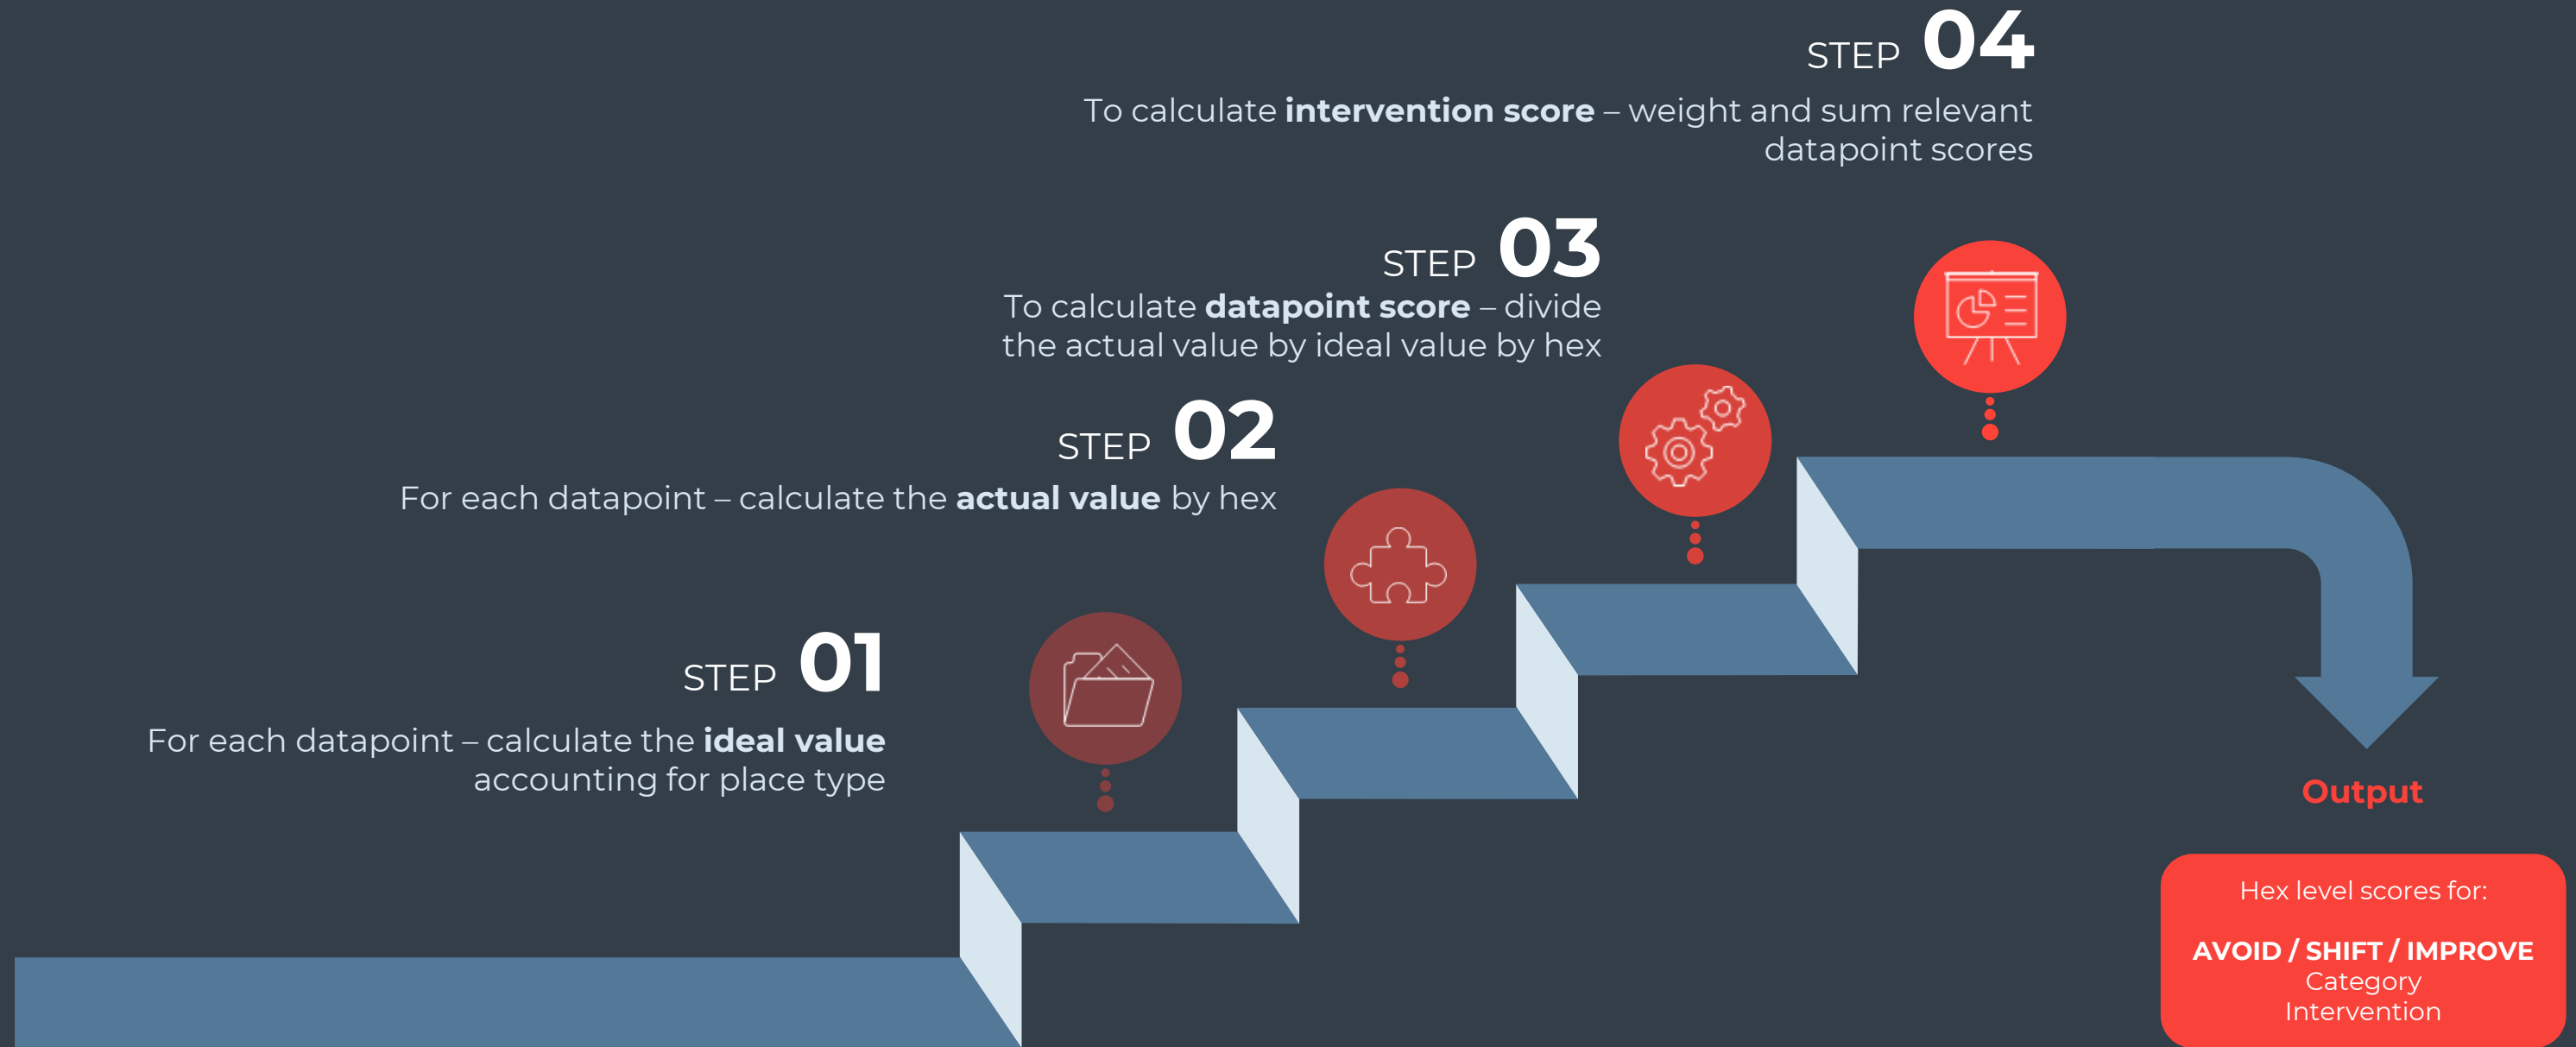 STEP 04
To calculate intervention score – weight and sum relevant
datapoint scores
STEP 03
To calculate datapoint score – divide
the actual value by ideal value by hex
STEP 02
For each datapoint – calculate the actual value by hex
STEP 01
For each datapoint – calculate the ideal value
accounting for place type
Output
Hex level scores for:
AVOID / SHIFT / IMPROVE
Category
Intervention